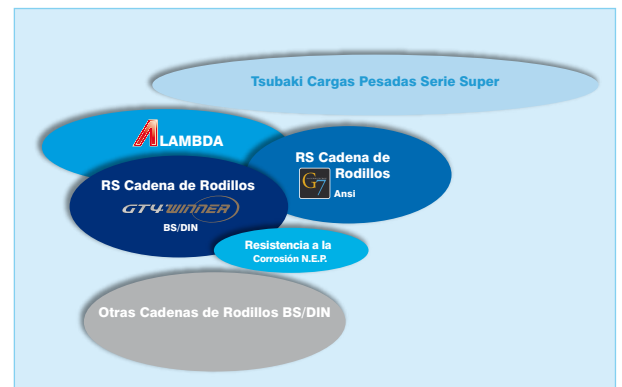 Tsubaki Cargas Pesadas Serie Super
LAMBDA
RS Cadena de
Rodillos
G7
Ansi
RS Cadena de Rodillos
GT4 WINNER
BS/DIN
Resistencia a la
Corrosión N.E.P.
Otras Cadenas de Rodillos BS/DIN